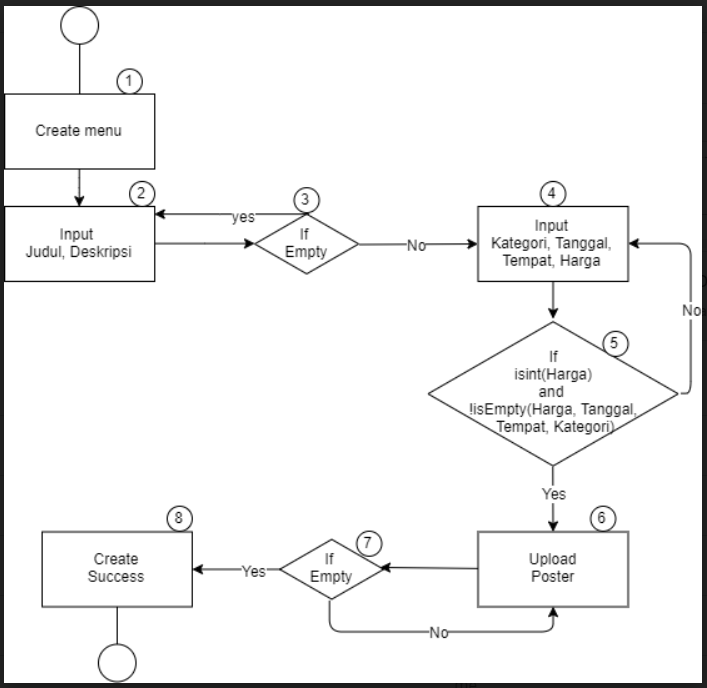 1
Create menu
2
Input
Judul, Deskripsi
yes
3
If
Empty
No
4
Input
Kategori, Tanggal,
Tempat, Harga
No
5
If
isint(Harga)
and
!isEmpty(Harga, Tanggal,
Tempat, Kategori)
Yes
6
Upload
Poster
7
If
Empty
No
Yes
8
Create
Success